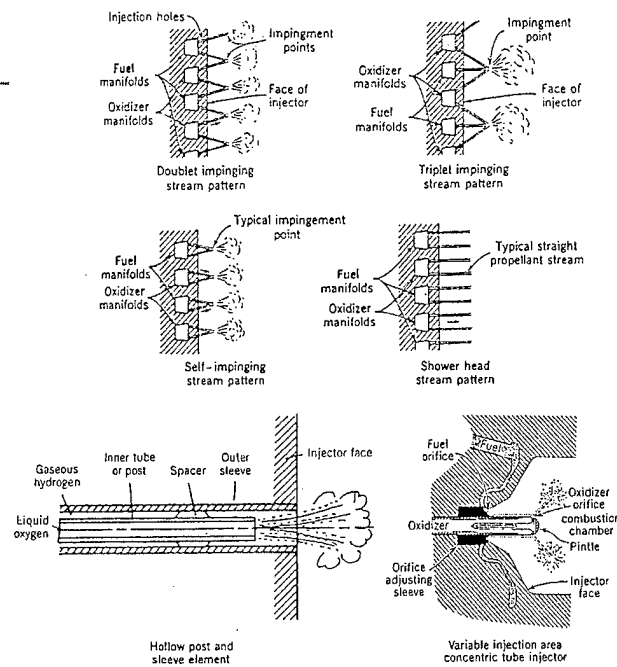 Injection holes
Impingment
points
Fuel
manifolds
Face of
injector
Oxidizer
manifolds
Doublet impinging
stream pattern
Impingment
point
Oxidizer
manifolds
Face of
injector
Fuel
manifolds
Triplet impinging
stream pattern
Typical impingement
point
Fuel
manifolds
Oxidizer
manifolds
Self-impinging
stream pattern
Typical straight
propellant stream
Fuel
manifolds
Oxidizer
manifolds
Shower head
stream pattern
Gaseous
hydrogen
Inner tube
or post
Spacer
Outer
sleeve
Injector face
Liquid
oxygen
Hollow post and
sleeve element
Fuel
orifice
Fuel
Oxidizer
Oxidizer
orifice
combustion
chamber
Pintle
Orifice
adjusting
sleeve
Injector
face
Variable injection area
concentric tube injector